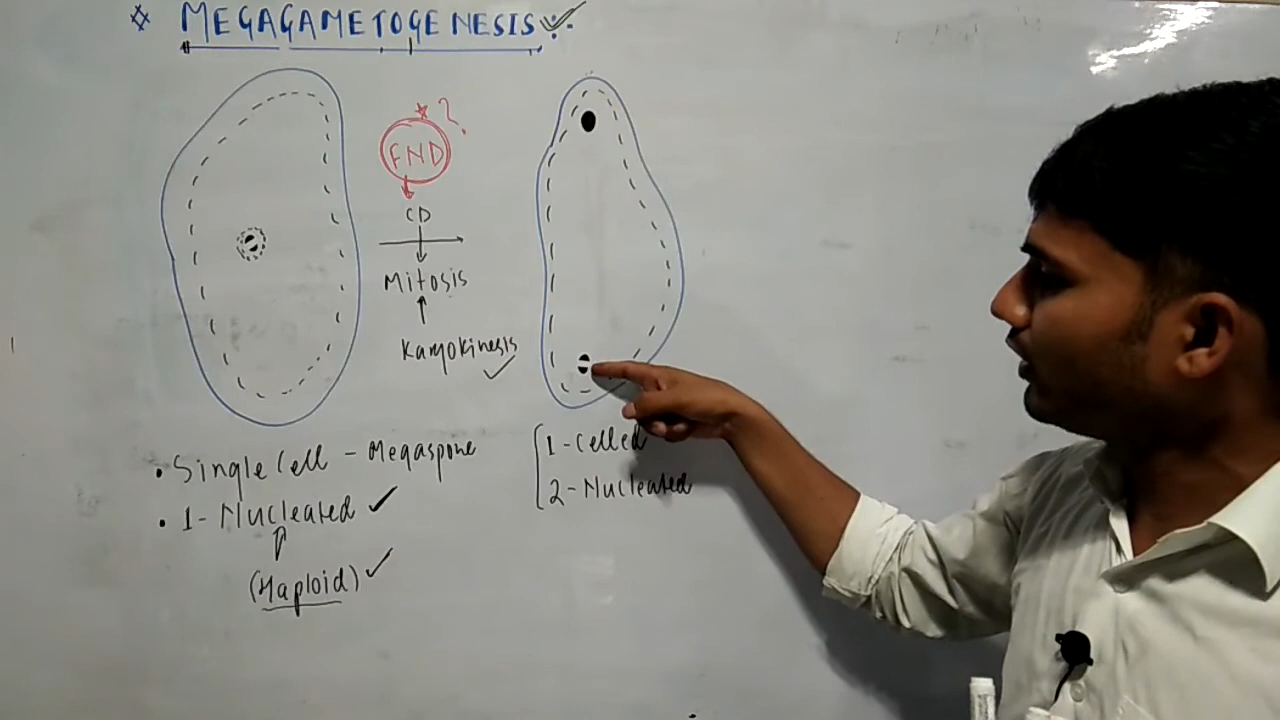 MEGAGAMETOGENESIS
?
FND
CD
Mitosis
Karyokinesis
• Single Cell - Megaspore
• 1- Nucleated
(Haploid)
1-Celled
2-Nucleated